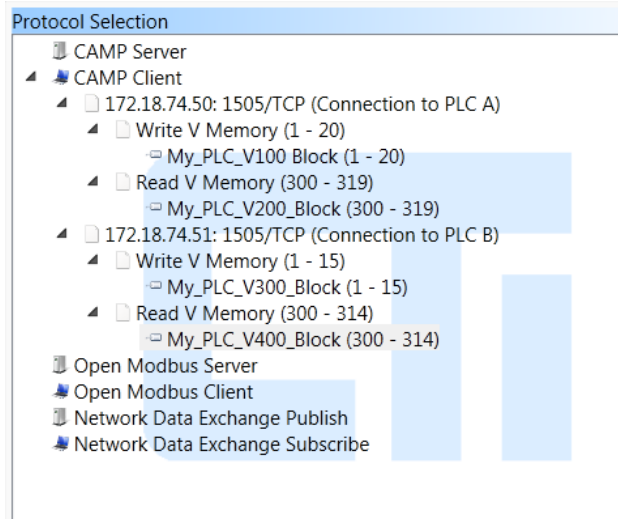 Protocol Selection
CAMP Server
CAMP Client
172.18.74.50: 1505/TCP (Connection to PLC A)
Write V Memory (1 - 20)
My_PLC_V100 Block (1 - 20)
Read V Memory (300 - 319)
My_PLC_V200_Block (300 - 319)
172.18.74.51: 1505/TCP (Connection to PLC B)
Write V Memory (1 - 15)
My_PLC_V300_Block (1 - 15)
Read V Memory (300 - 314)
My_PLC_V400_Block (300 - 314)
Open Modbus Server
Open Modbus Client
Network Data Exchange Publish
Network Data Exchange Subscribe